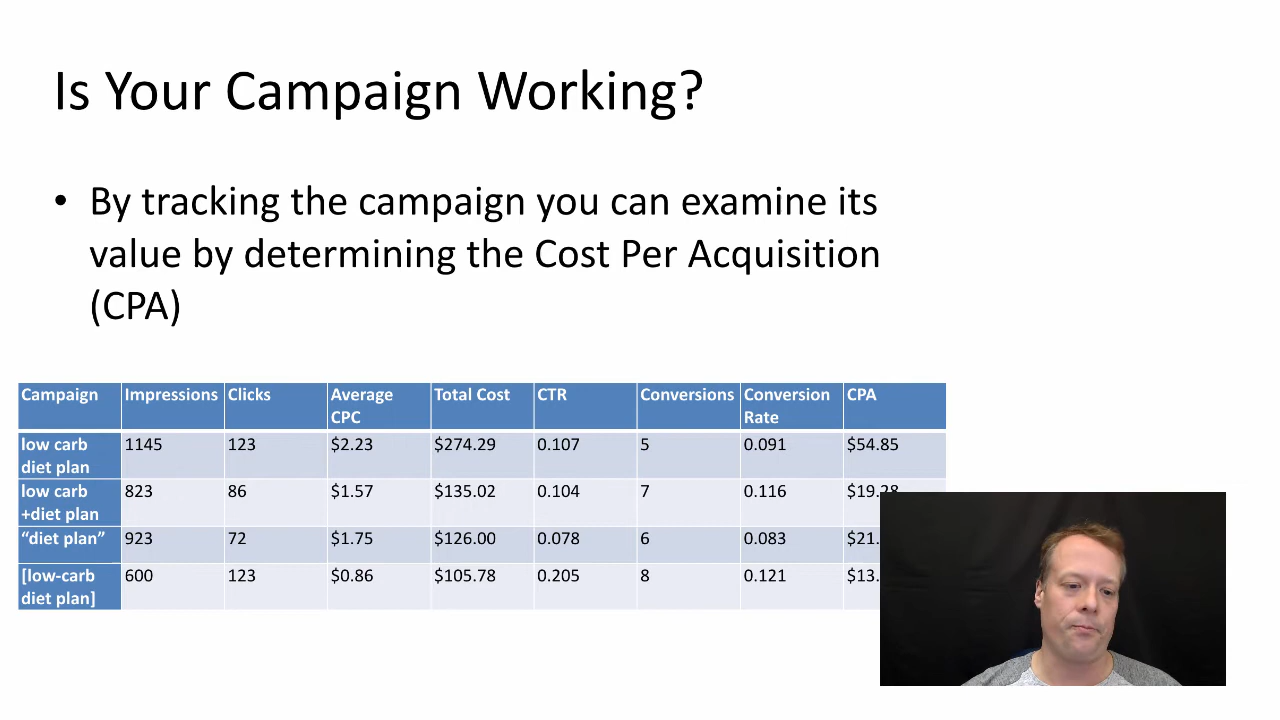 Is Your Campaign Working?
• By tracking the campaign you can examine its
value by determining the Cost Per Acquisition
(CPA)
Campaign Impressions Clicks Average CPC Total Cost CTR Conversions Conversion Rate CPA
low carb diet plan 1145 123 $2.23 $274.29 0.107 5 0.091 $54.85
low carb +diet plan 823 86 $1.57 $135.02 0.104 7 0.116
“diet plan” 923 72 $1.75 $126.00 0.078 6 0.083 $21.
[low-carb diet plan] 600 123 $0.86 $105.78 0.205 8 0.121 $13.